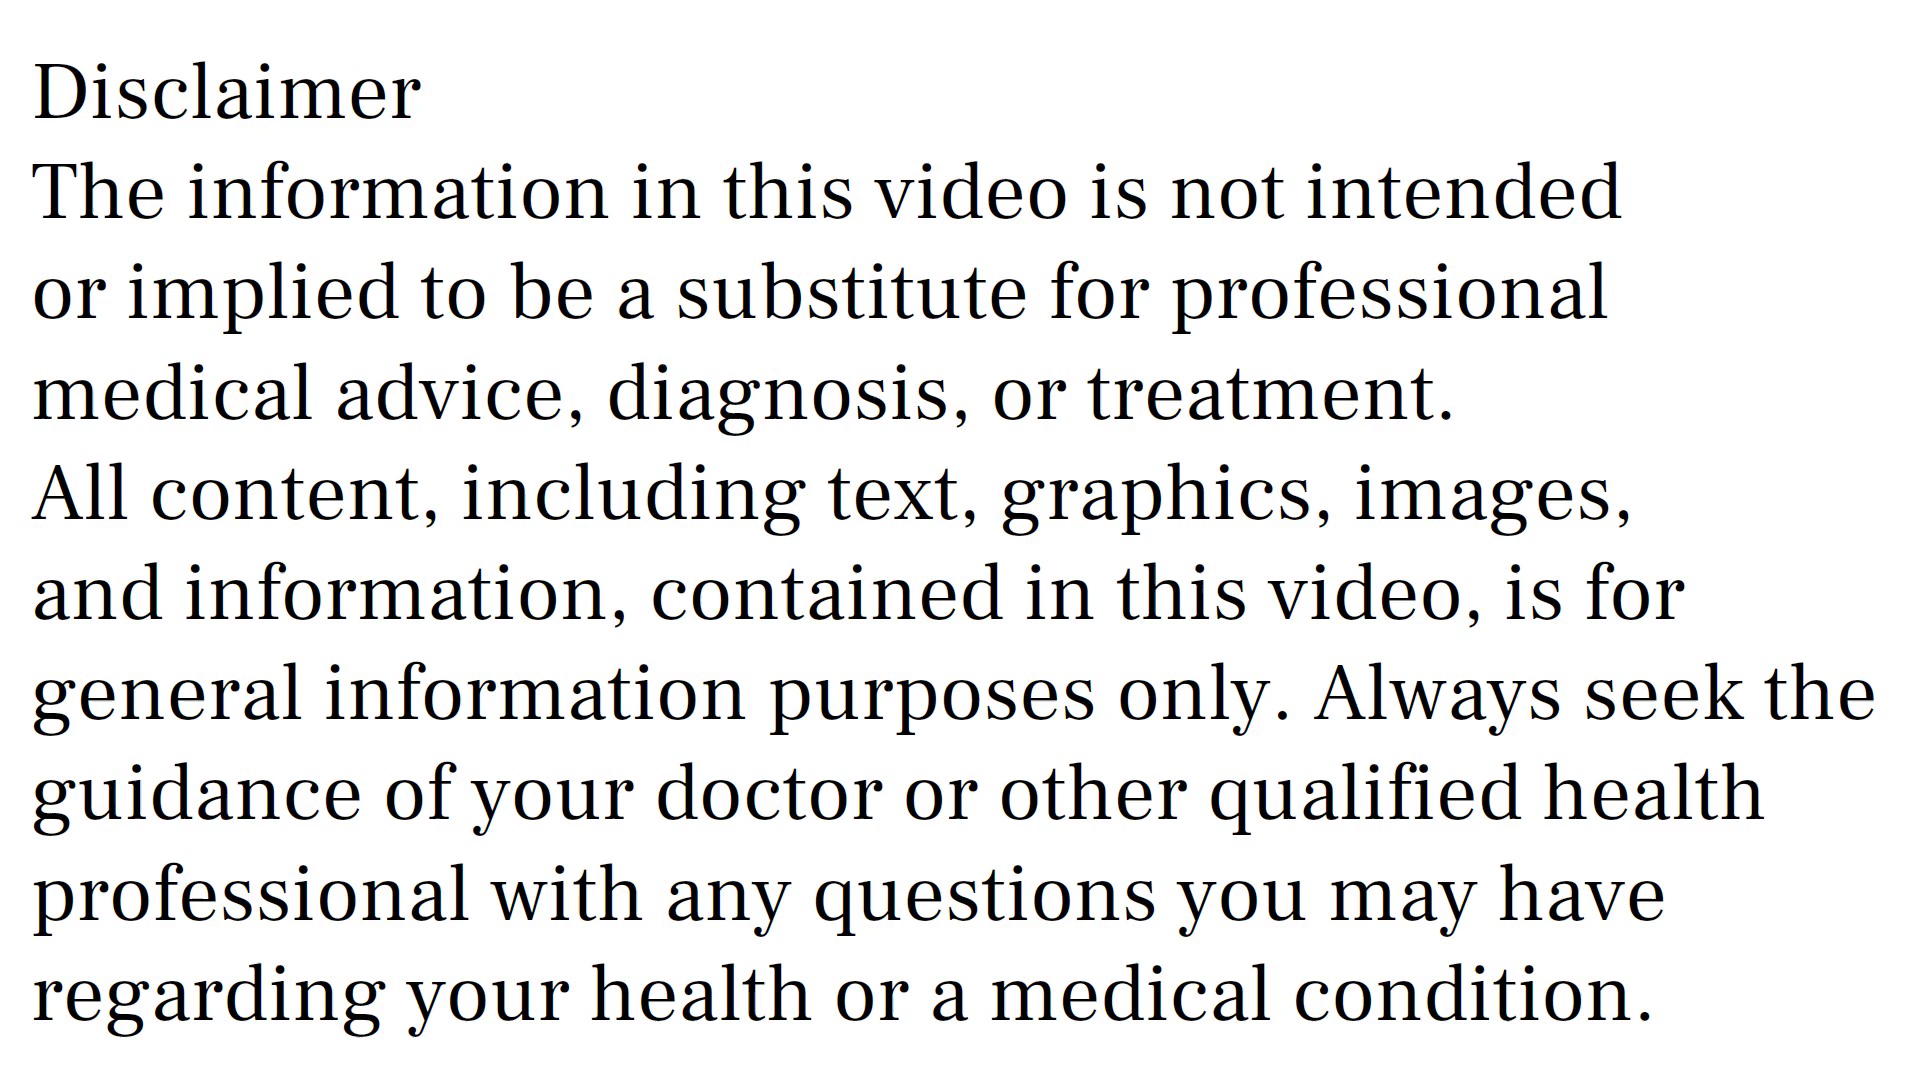 Disclaimer
The information in this video is not intended
or implied to be a substitute for professional
medical advice, diagnosis, or treatment.
All content, including text, graphics, images,
and information, contained in this video, is for
general information purposes only. Always seek the
guidance of your doctor or other qualified health
professional with any questions you may have
regarding your health or a medical condition.